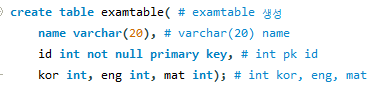 create table examtable( # examtable 생성
name varchar(20), # varchar(20) name
id int not null primary key, # int pk id
kor int, eng int, mat int); # int kor, eng, mat